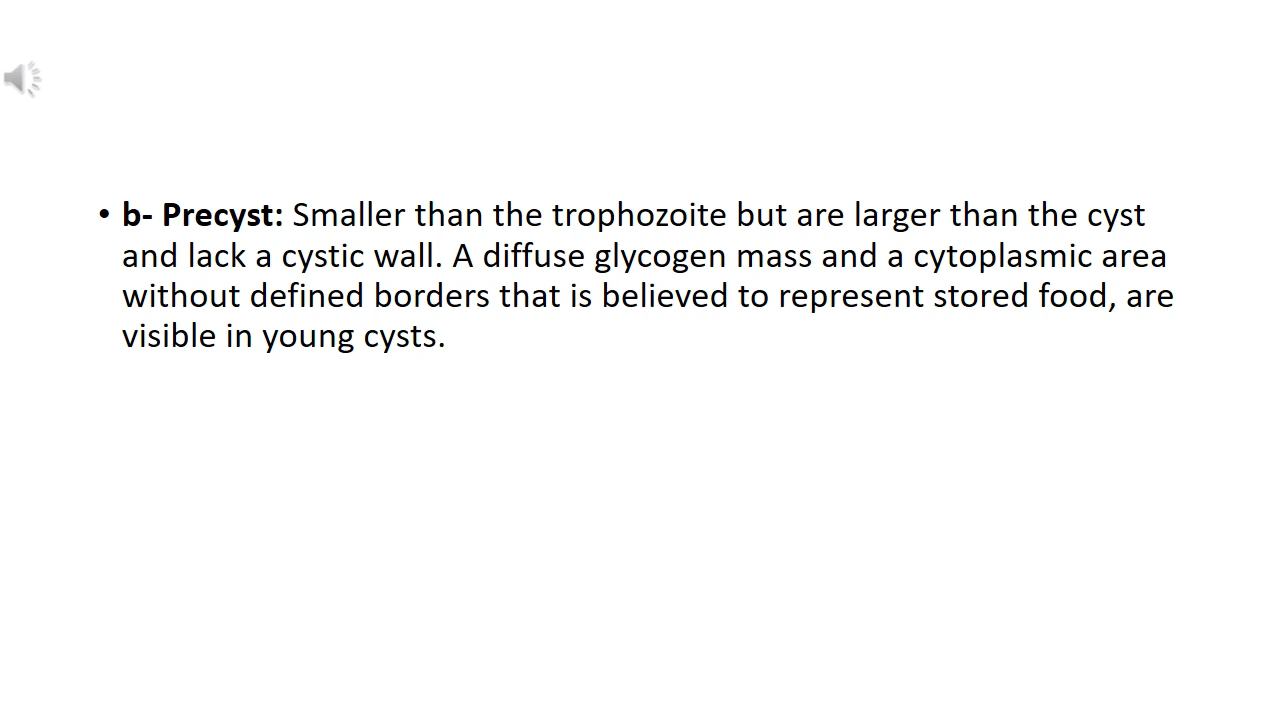 • b- Precyst: Smaller than the trophozoite but are larger than the cyst
and lack a cystic wall. A diffuse glycogen mass and a cytoplasmic area
without defined borders that is believed to represent stored food, are
visible in young cysts.